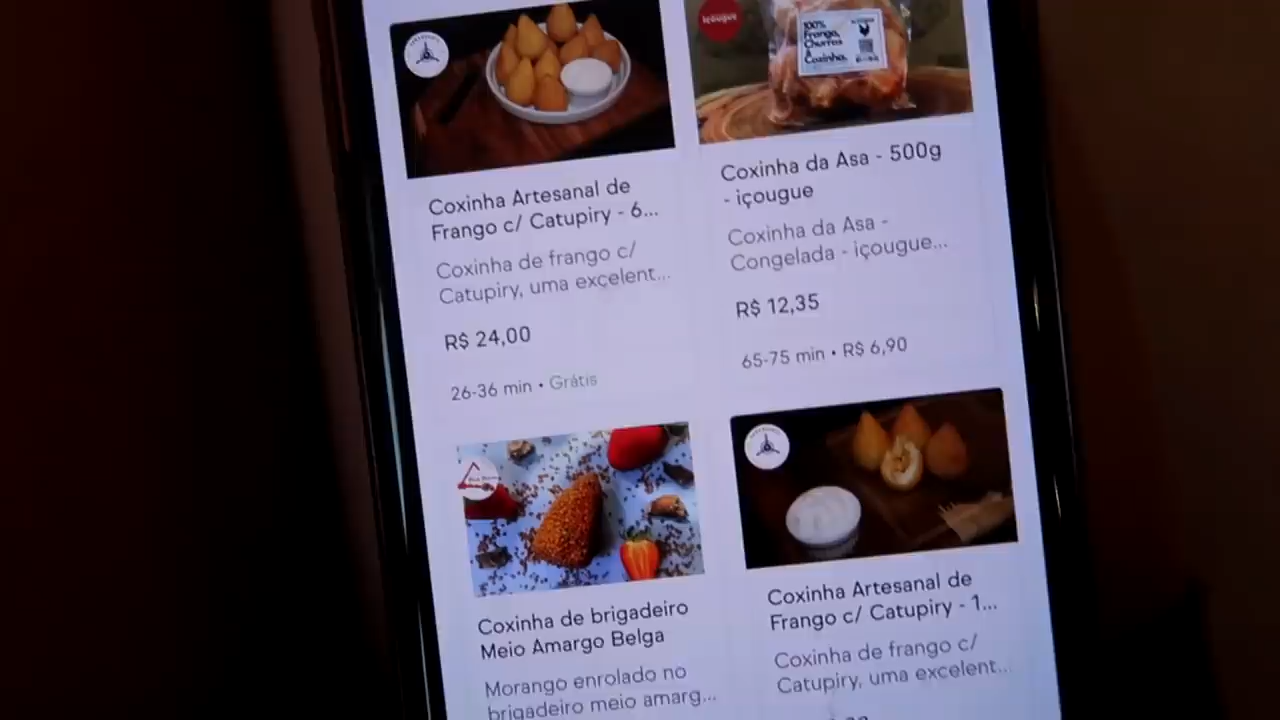 içougue
100%
Frango,
Churras
&
Coxinha.
Coxinha Artesanal de
Frango c/ Catupiry - 6...
Coxinha de frango c/
Catupiry, uma excelent...
R$ 24,00
26-36 min • Grátis
Coxinha da Asa - 500g
- içougue
Coxinha da Asa -
Congelada - içougue...
R$ 12,35
65-75 min • R$ 6,90
Coxinha de brigadeiro
Meio Amargo Belga
Morango enrolado no
brigadeiro meio amarg...
Coxinha Artesanal de
Frango c/ Catupiry - 1...
Coxinha de frango c/
Catupiry, uma excelent...